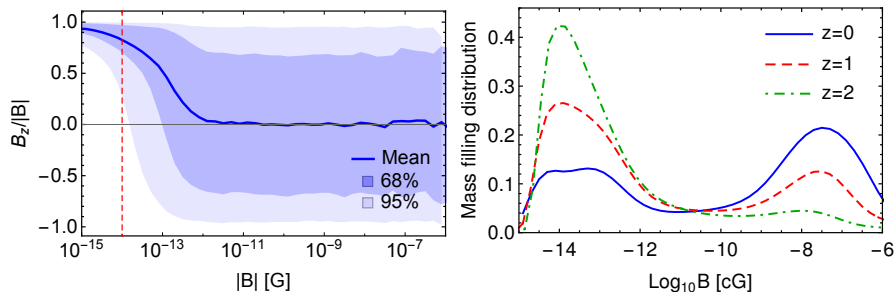 1.0
0.5
0.0
−0.5
−1.0
B_z/|B|
Mean
68%
95%
10^-15
10^-13
10^-11
10^-9
10^-7
|B| [G]
Mass filling distribution
0.4
0.3
0.2
0.1
0.0
z=0
z=1
z=2
−14
−12
−10
−8
−6
Log_10 B [cG]